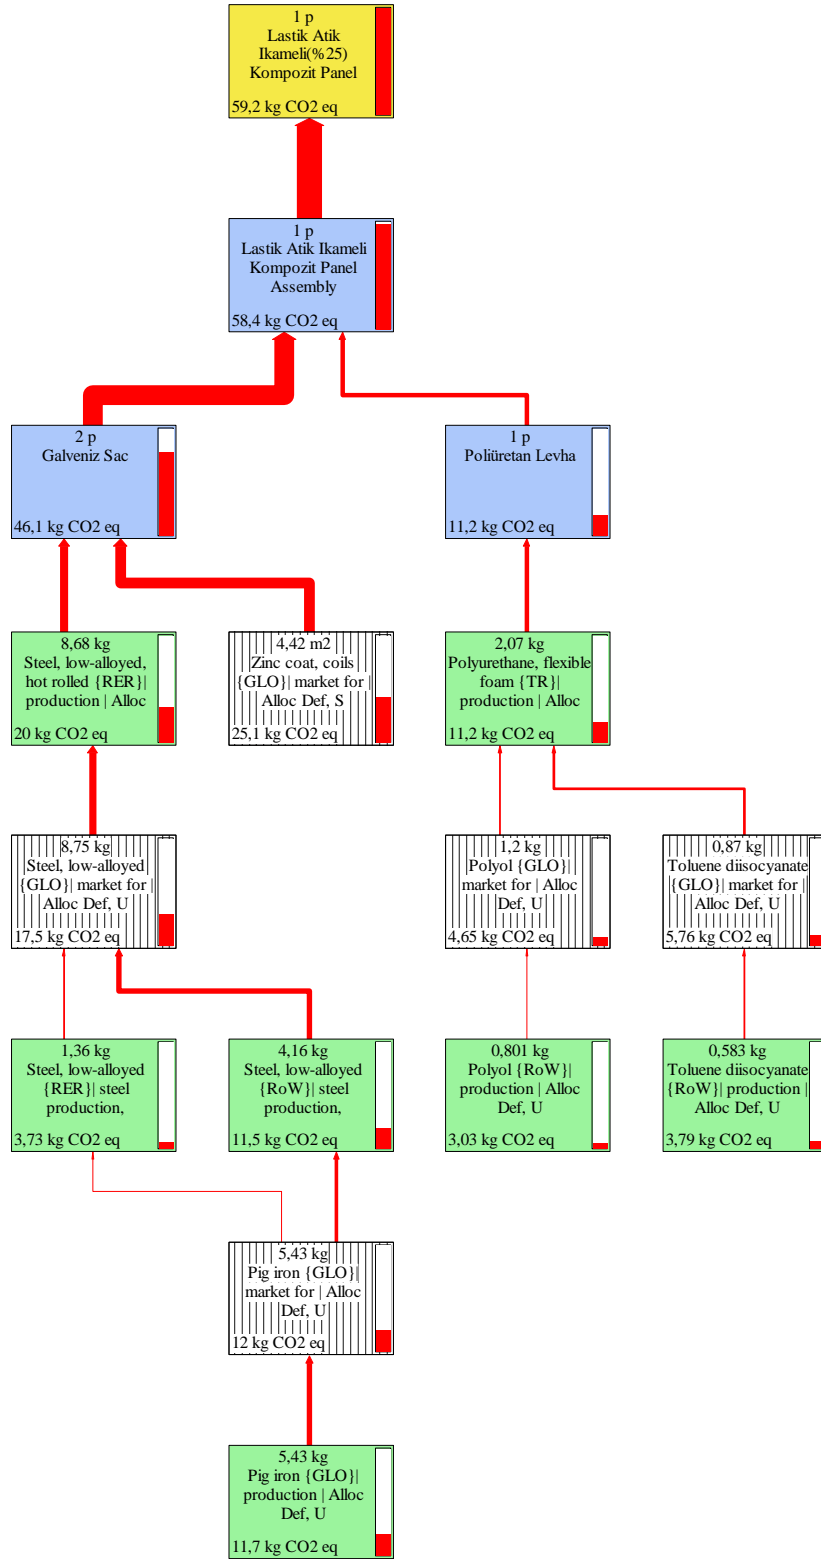 1 p
Lastik Atik
Ikameli(%25)
Kompozit Panel
59,2 kg CO2 eq
1 p
Lastik Atik Ikameli
Kompozit Panel
Assembly
58,4 kg CO2 eq
2 p
Galveniz Sac
46,1 kg CO2 eq
1 p
Poliüretan Levha
11,2 kg CO2 eq
8,68 kg
Steel, low-alloyed,
hot rolled {RER}|
production | Alloc
20 kg CO2 eq
4,42 m2
Zinc coat, coils
{GLO}| market for |
Alloc Def, S
25,1 kg CO2 eq
2,07 kg
Polyurethane, flexible
foam {TR}|
production | Alloc
11,2 kg CO2 eq
8,75 kg
Steel, low-alloyed
{GLO}| market for |
Alloc Def, U
17,5 kg CO2 eq
1,2 kg
Polyol {GLO}|
market for | Alloc
Def, U
4,65 kg CO2 eq
0,87 kg
Toluene diisocyanate
{GLO}| market for |
Alloc Def, U
5,76 kg CO2 eq
1,36 kg
Steel, low-alloyed
{RER}| steel
production,
3,73 kg CO2 eq
4,16 kg
Steel, low-alloyed
{RoW}| steel
production,
11,5 kg CO2 eq
0,801 kg
Polyol {RoW}|
production | Alloc
Def, U
3,03 kg CO2 eq
0,583 kg
Toluene diisocyanate
{RoW}| production |
Alloc Def, U
3,79 kg CO2 eq
5,43 kg
Pig iron {GLO}|
market for | Alloc
Def, U
12 kg CO2 eq
5,43 kg
Pig iron {GLO}|
production | Alloc
Def, U
11,7 kg CO2 eq